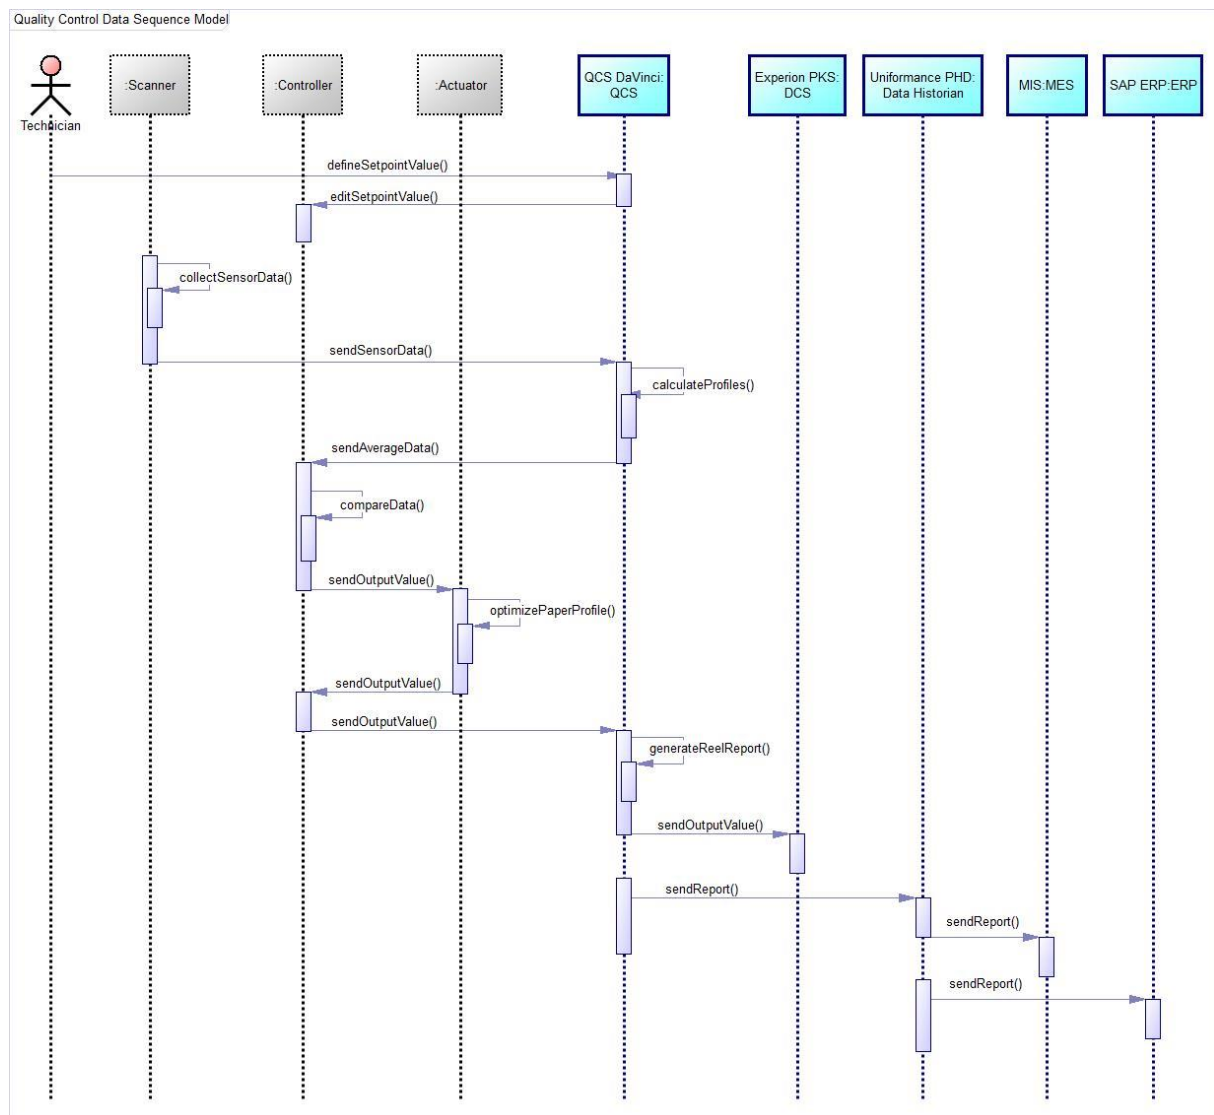 Quality Control Data Sequence Model
Technician
:Scanner
:Controller
:Actuator
QCS DaVinci:
QCS
Experion PKS:
DCS
Uniformance PHD:
Data Historian
MIS:MES
SAP ERP:ERP
defineSetpointValue()
editSetpointValue()
collectSensorData()
sendSensorData()
calculateProfiles()
sendAverageData()
compareData()
sendOutputValue()
optimizePaperProfile()
sendOutputValue()
sendOutputValue()
generateReelReport()
sendOutputValue()
sendReport()
sendReport()
sendReport()